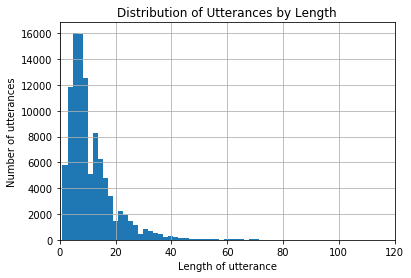 Distribution of Utterances by Length
16000
14000
12000
10000
8000
6000
4000
2000
0
Number of utterances
0 20 40 60 80 100 120
Length of utterance